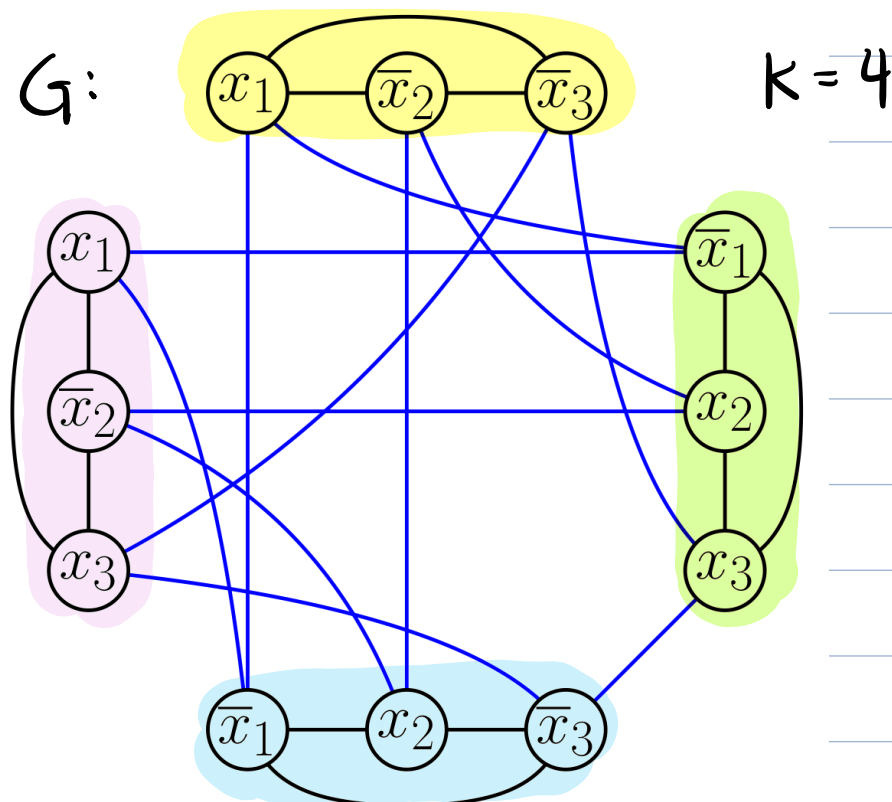 G:
x₁ x̅₂ x̅₃
K = 4
x₁
x̅₂
x₃
x̅₁
x₂
x₃
x̅₁ x₂ x̅₃